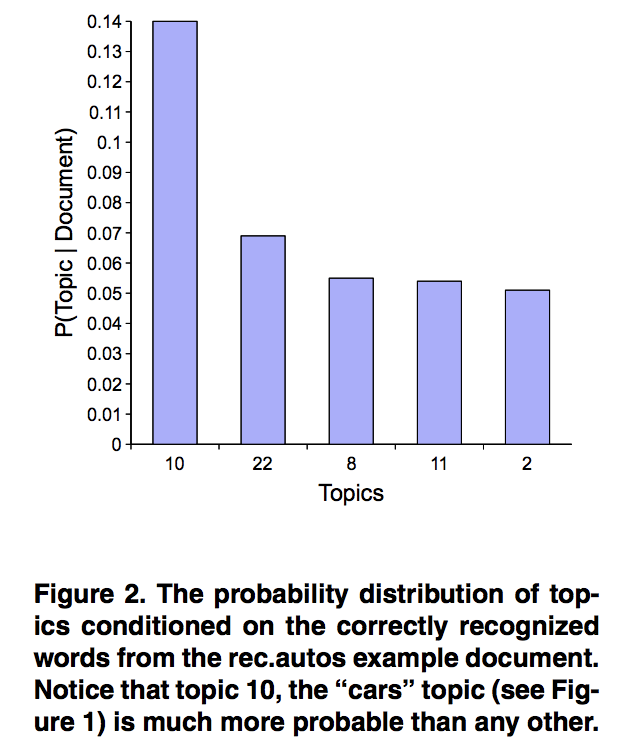 0.14
0.13
0.12
0.11
0.1
0.09
0.08
0.07
0.06
0.05
0.04
0.03
0.02
0.01
0
P(Topic | Document)
10 22 8 11 2
Topics
Figure 2. The probability distribution of top-
ics conditioned on the correctly recognized
words from the rec.autos example document.
Notice that topic 10, the “cars” topic (see Fig-
ure 1) is much more probable than any other.